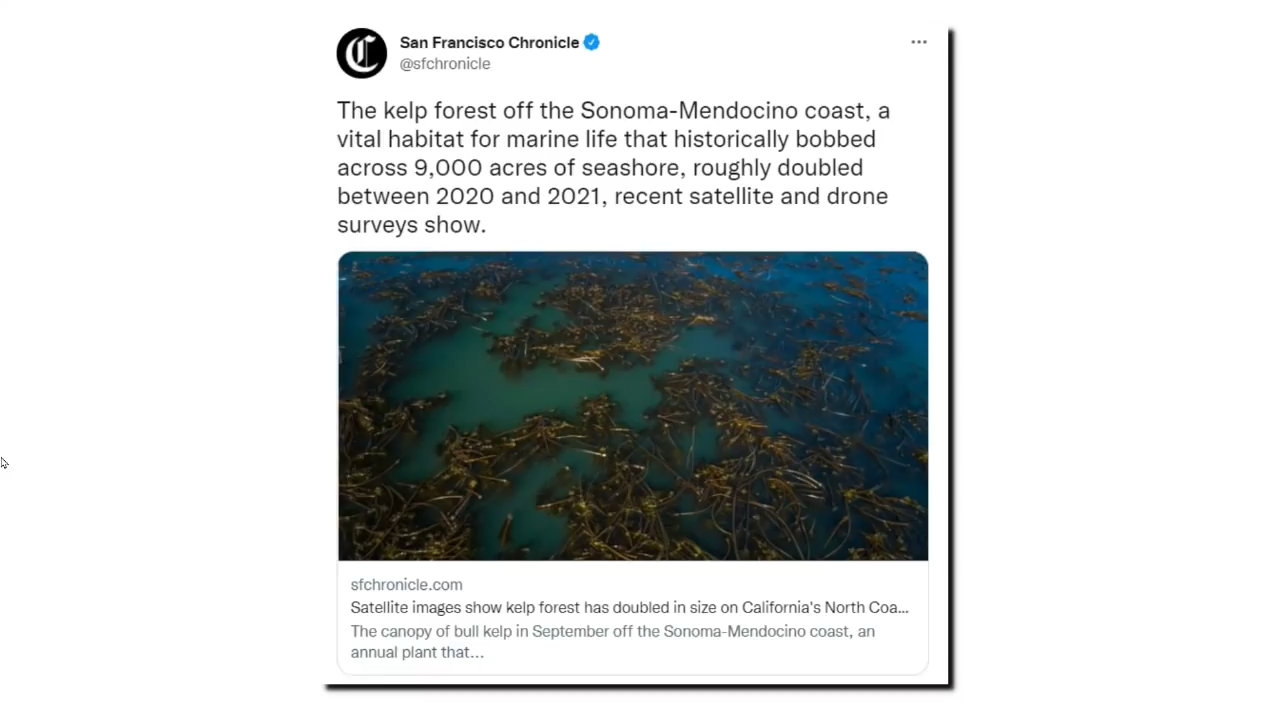 San Francisco Chronicle
@sfchronicle
The kelp forest off the Sonoma-Mendocino coast, a
vital habitat for marine life that historically bobbed
across 9,000 acres of seashore, roughly doubled
between 2020 and 2021, recent satellite and drone
surveys show.
sfchronicle.com
Satellite images show kelp forest has doubled in size on California's North Coa...
The canopy of bull kelp in September off the Sonoma-Mendocino coast, an
annual plant that...